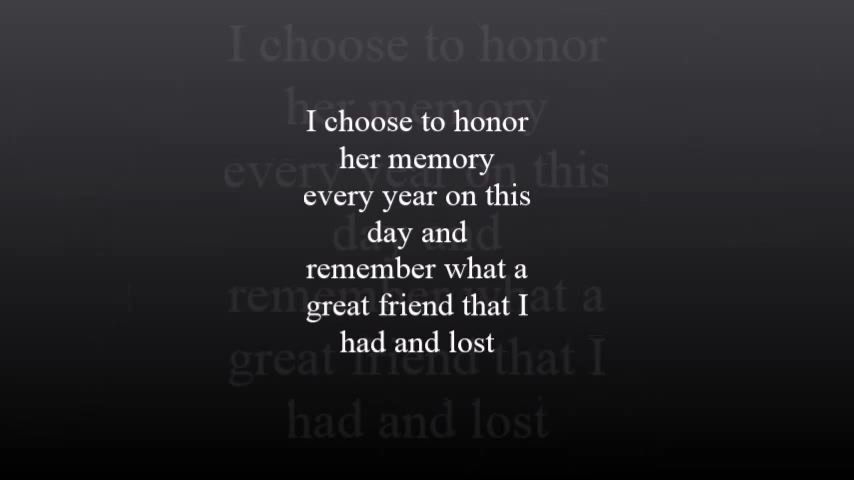 I choose to honor
her memory
every year on this
day and
remember what a
great friend that I
had and lost